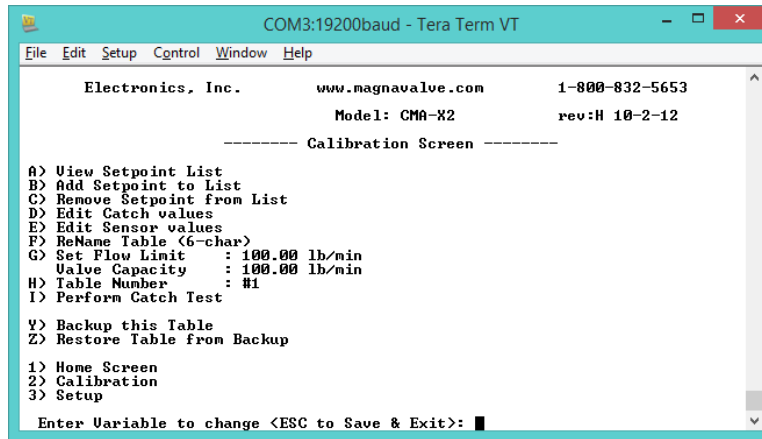 COM3:19200baud - Tera Term VT
File Edit Setup Control Window Help
Electronics, Inc. www.magnavalve.com 1-800-832-5653
Model: CMA-X2 rev:H 10-2-12
-------- Calibration Screen --------
A) View Setpoint List
B) Add Setpoint to List
C) Remove Setpoint from List
D) Edit Catch values
E) Edit Sensor values
F) ReName Table (6-char)
G) Set Flow Limit : 100.00 lb/min
Valve Capacity : 100.00 lb/min
H) Table Number : #1
I) Perform Catch Test
Y) Backup this Table
Z) Restore Table from Backup
1) Home Screen
2) Calibration
3) Setup
Enter Variable to change <ESC to Save & Exit>: